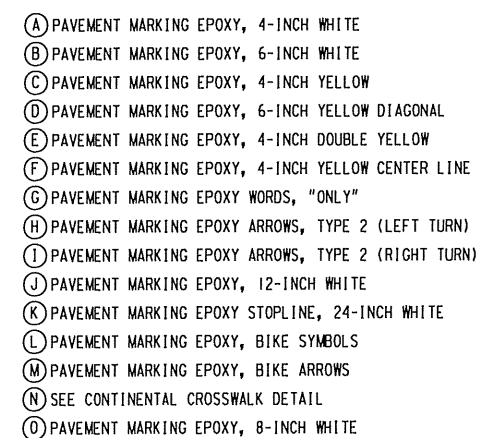 (A) PAVEMENT MARKING EPOXY, 4-INCH WHITE
(B) PAVEMENT MARKING EPOXY, 6-INCH WHITE
(C) PAVEMENT MARKING EPOXY, 4-INCH YELLOW
(D) PAVEMENT MARKING EPOXY, 6-INCH YELLOW DIAGONAL
(E) PAVEMENT MARKING EPOXY, 4-INCH DOUBLE YELLOW
(F) PAVEMENT MARKING EPOXY, 4-INCH YELLOW CENTER LINE
(G) PAVEMENT MARKING EPOXY WORDS, "ONLY"
(H) PAVEMENT MARKING EPOXY ARROWS, TYPE 2 (LEFT TURN)
(I) PAVEMENT MARKING EPOXY ARROWS, TYPE 2 (RIGHT TURN)
(J) PAVEMENT MARKING EPOXY, 12-INCH WHITE
(K) PAVEMENT MARKING EPOXY STOPLINE, 24-INCH WHITE
(L) PAVEMENT MARKING EPOXY, BIKE SYMBOLS
(M) PAVEMENT MARKING EPOXY, BIKE ARROWS
(N) SEE CONTINENTAL CROSSWALK DETAIL
(O) PAVEMENT MARKING EPOXY, 8-INCH WHITE